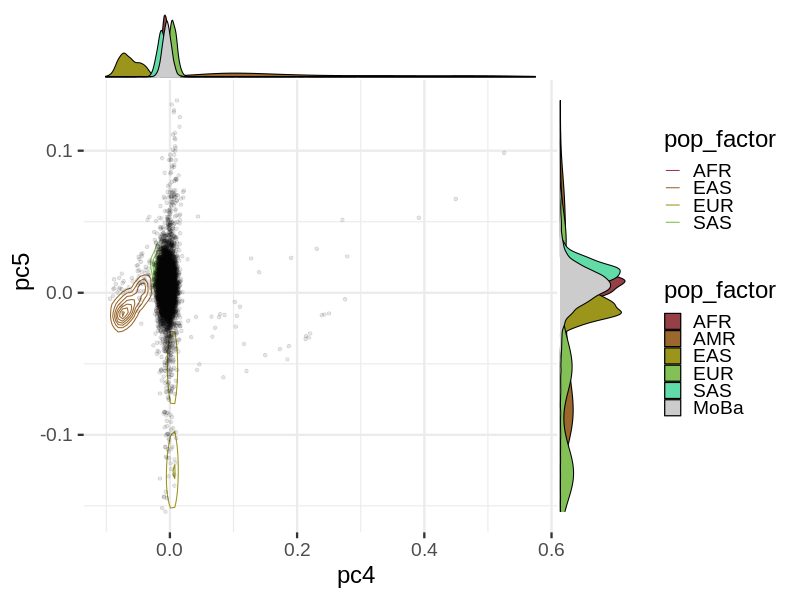 0.1
0.0
-0.1
pc5
0.0
0.2
0.4
0.6
pc4
pop_factor
AFR
EAS
EUR
SAS
pop_factor
AFR
AMR
EAS
EUR
SAS
MoBa